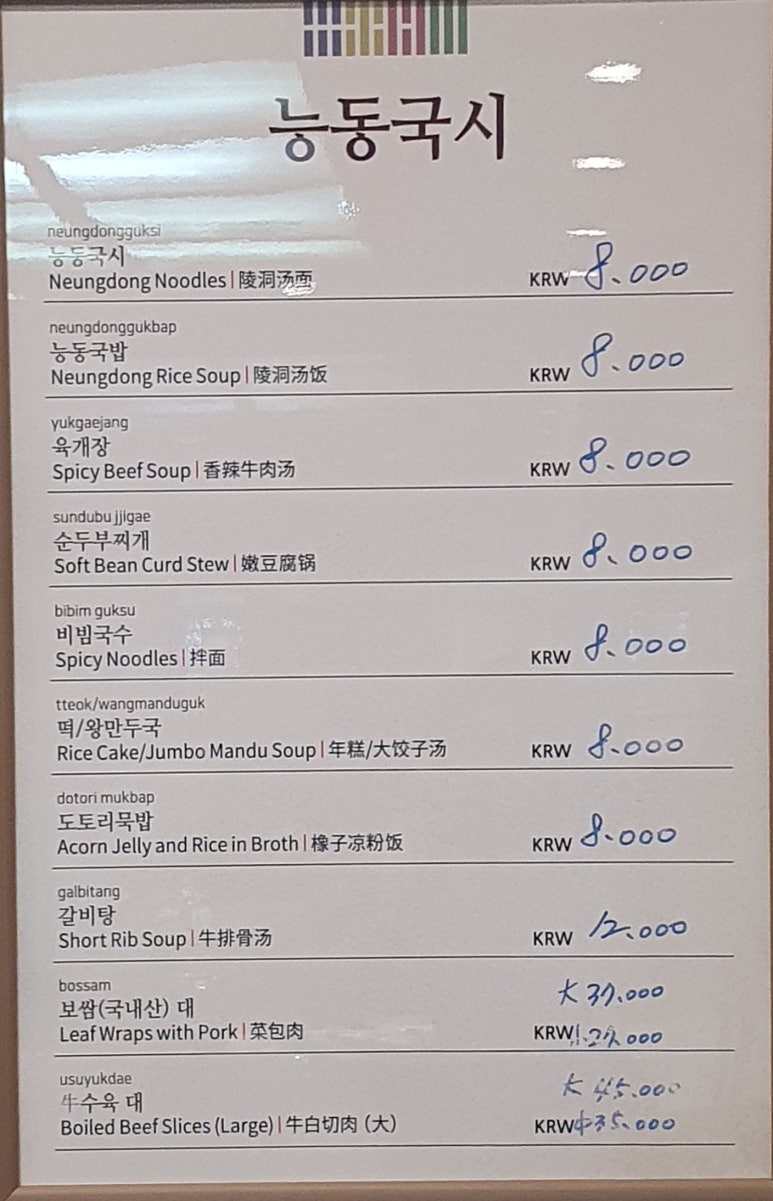 능동국시
neungdongguksi
능동국시
Neungdong Noodles|陵洞汤面
KRW 8.000
neungdonggukbap
능동국밥
Neungdong Rice Soup|陵洞汤饭
KRW 8.000
yukgaejang
육개장
Spicy Beef Soup|香辣牛肉汤
KRW 8.000
sundubu jjigae
순두부찌개
Soft Bean Curd Stew|嫩豆腐锅
KRW 8.000
bibim guksu
비빔국수
Spicy Noodles|拌面
KRW 8.000
tteok/wangmanduguk
떡/왕만두국
Rice Cake/Jumbo Mandu Soup|年糕/大饺子汤
KRW 8.000
dotori mukbap
도토리묵밥
Acorn Jelly and Rice in Broth|橡子凉粉饭
KRW 8.000
galbitang
갈비탕
Short Rib Soup|牛排骨汤
KRW 12.000
bossam
보쌈(국내산) 대
大 37.000
Leaf Wraps with Pork|菜包肉
KRW
usuyukdae
牛수육 대
大 45.000
Boiled Beef Slices (Large)|牛白切肉（大）
KRW 中35.000